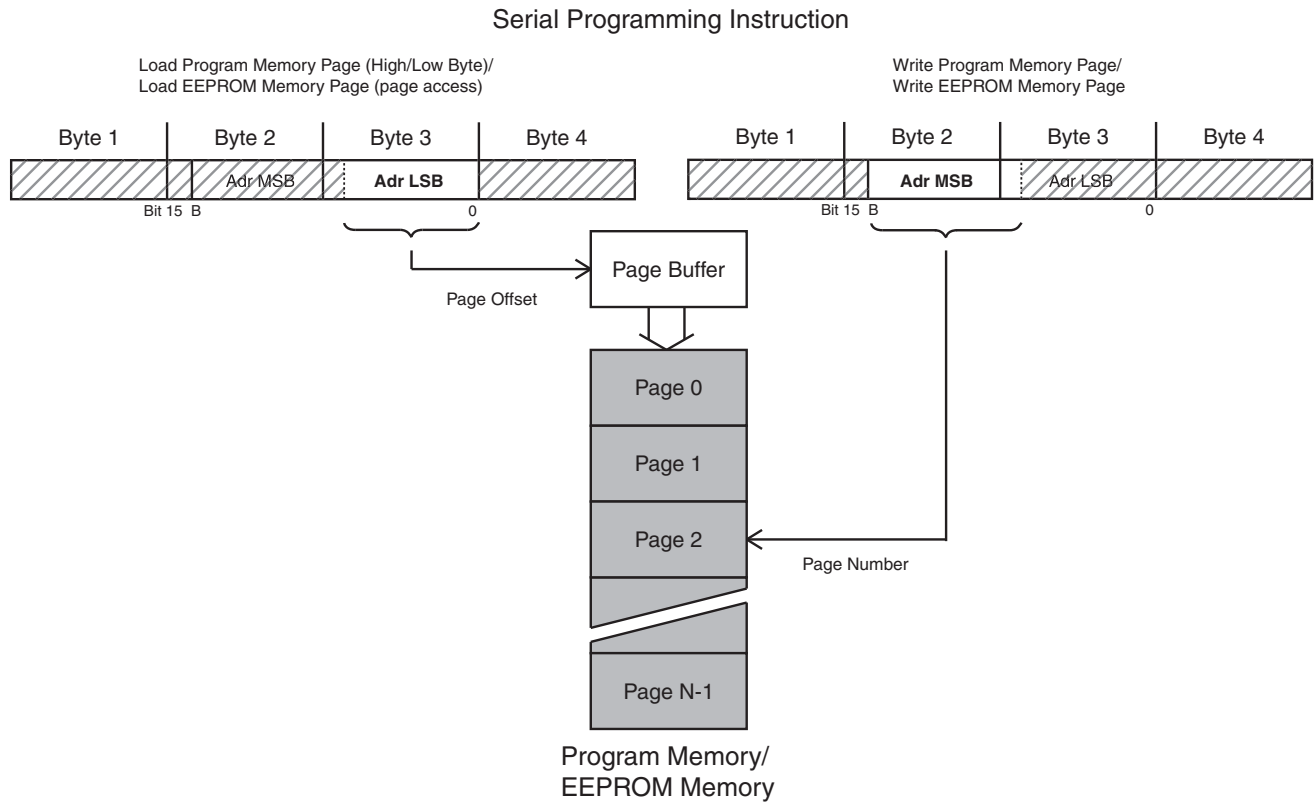 Serial Programming Instruction
Load Program Memory Page (High/Low Byte)/
Load EEPROM Memory Page (page access)
Byte 1 Byte 2 Byte 3 Byte 4
Adr MSB Adr LSB
Bit 15 B 0
Write Program Memory Page/
Write EEPROM Memory Page
Byte 1 Byte 2 Byte 3 Byte 4
Adr MSB Adr LSB
Bit 15 B 0
Page Offset
Page Buffer
Page 0
Page 1
Page 2
Page Number
Page N-1
Program Memory/
EEPROM Memory